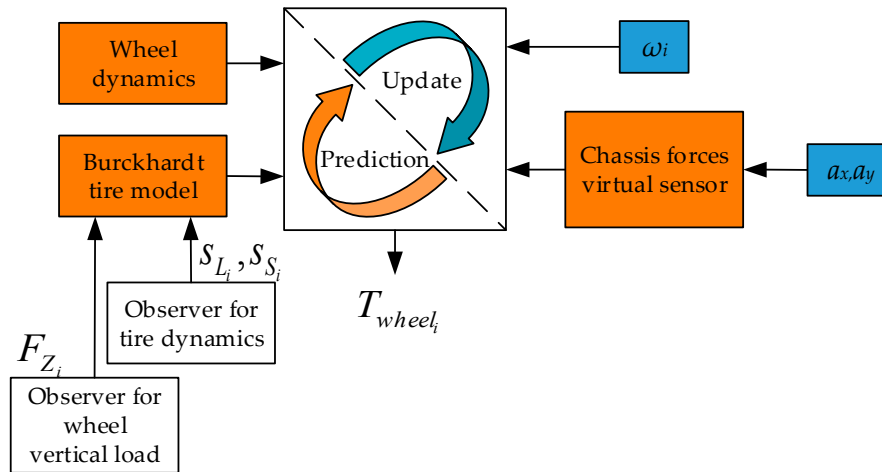 Wheel
dynamics
Burckhardt
tire model
Update
Prediction
ωi
Chassis forces
virtual sensor
ax,ay
sLi,sSi
Observer for
tire dynamics
Twheeli
FZi
Observer for
wheel
vertical load